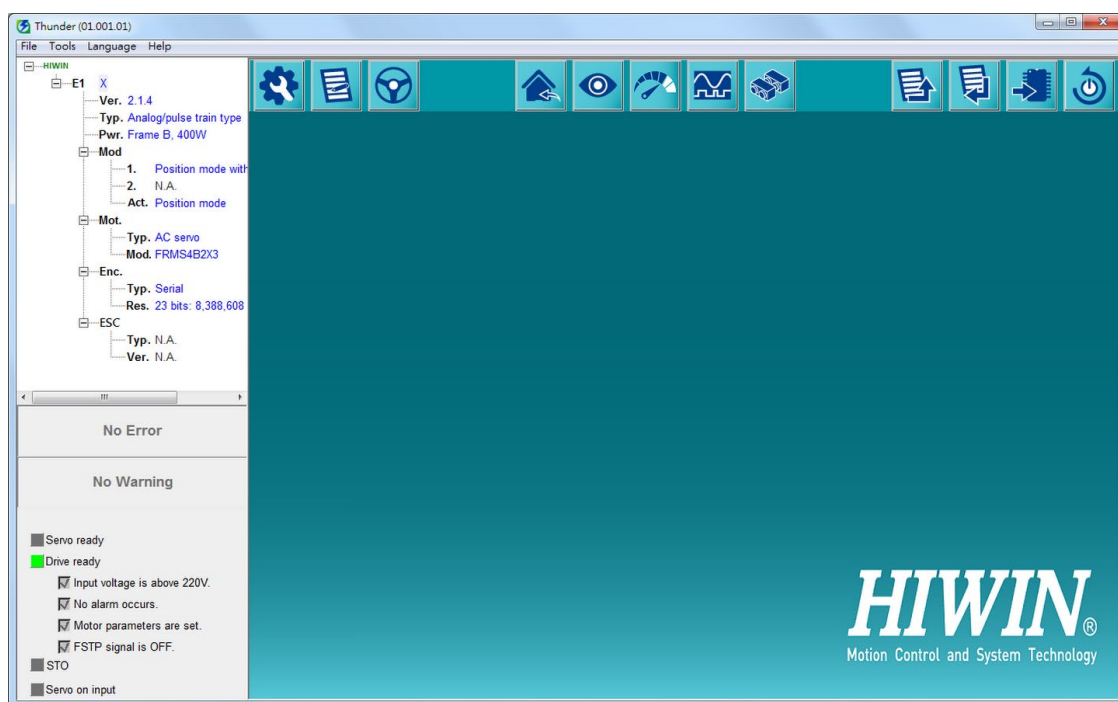 Thunder (01.001.01)
File Tools Language Help
HIWIN
E1 X
Ver. 2.1.4
Typ. Analog/pulse train type
Pwr. Frame B, 400W
Mod
1. Position mode with
2. N.A.
Act. Position mode
Mot.
Typ. AC servo
Mod. FRMS4B2X3
Enc.
Typ. Serial
Res. 23 bits: 8,388,608
ESC
Typ. N.A.
Ver. N.A.
No Error
No Warning
Servo ready
Drive ready
Input voltage is above 220V.
No alarm occurs.
Motor parameters are set.
FSTP signal is OFF.
STO
Servo on input
HIWIN®
Motion Control and System Technology